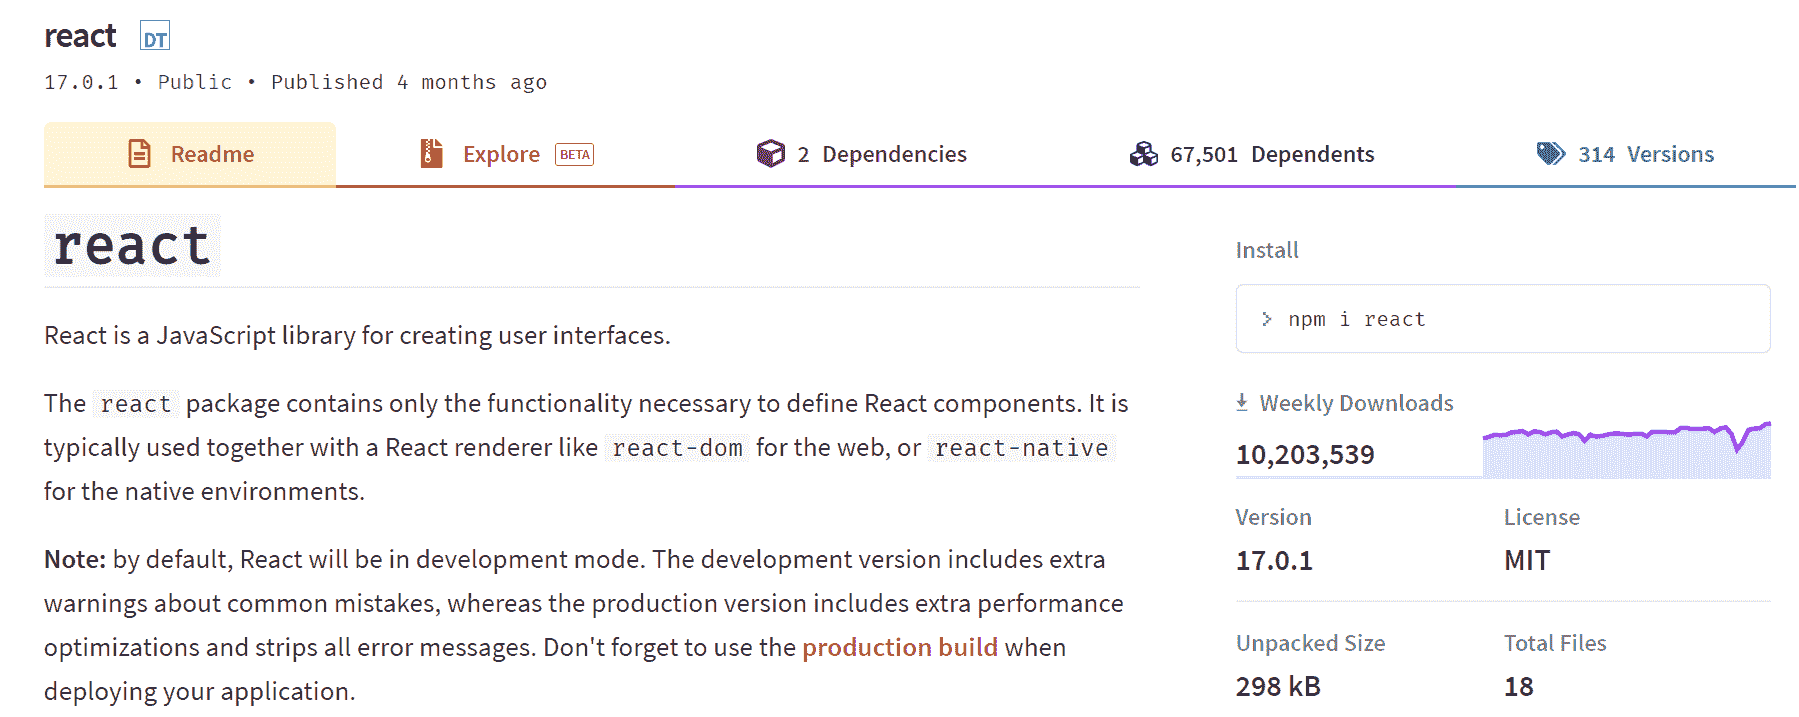 react DT
17.0.1 • Public • Published 4 months ago
Readme
Explore BETA
2 Dependencies
67,501 Dependents
314 Versions
react
React is a JavaScript library for creating user interfaces.
The react package contains only the functionality necessary to define React components. It is
typically used together with a React renderer like react-dom for the web, or react-native
for the native environments.
Note: by default, React will be in development mode. The development version includes extra
warnings about common mistakes, whereas the production version includes extra performance
optimizations and strips all error messages. Don't forget to use the production build when
deploying your application.
Install
> npm i react
Weekly Downloads
10,203,539
Version License
17.0.1 MIT
Unpacked Size Total Files
298 kB 18